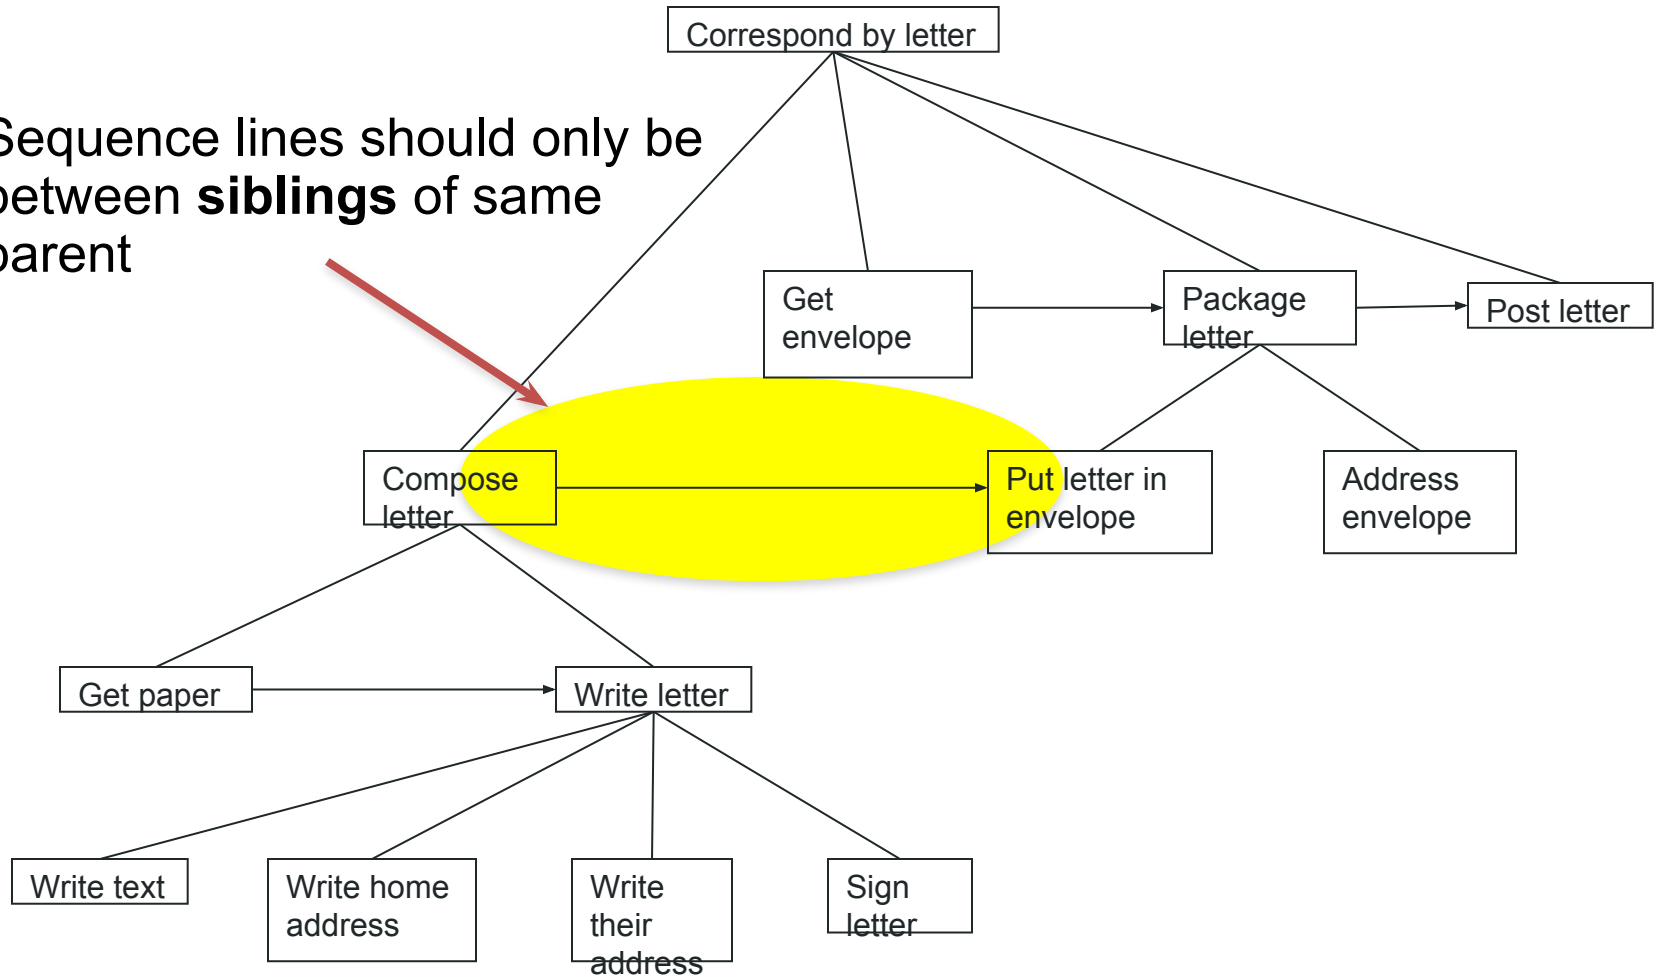 Correspond by letter
Sequence lines should only be
between siblings of same
parent
Get
envelope
Package
letter
Post letter
Compose
letter
Put letter in
envelope
Address
envelope
Get paper
Write letter
Write text
Write home
address
Write
their
address
Sign
letter